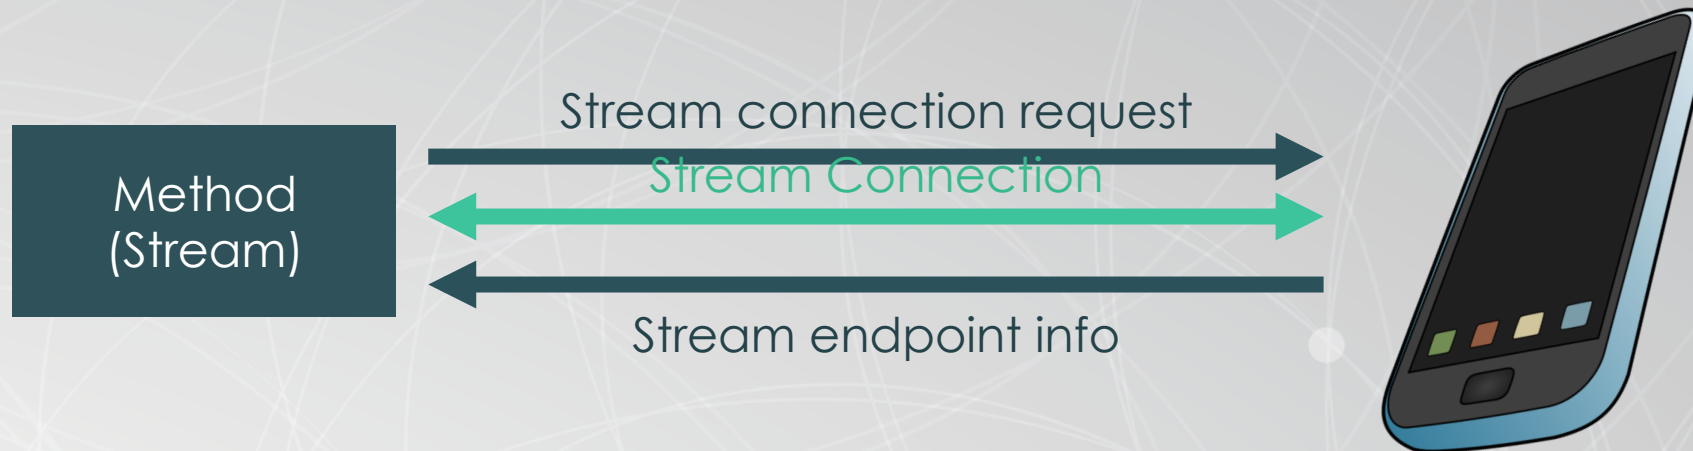 Method
(Stream)
Stream connection request
Stream Connection
Stream endpoint info